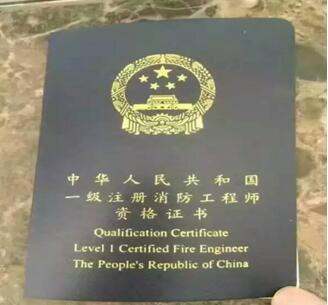 中华人民共和国
一级注册消防工程师
资格证书
Qualification Certificate
Level 1 Certified Fire Engineer
The People's Republic of China